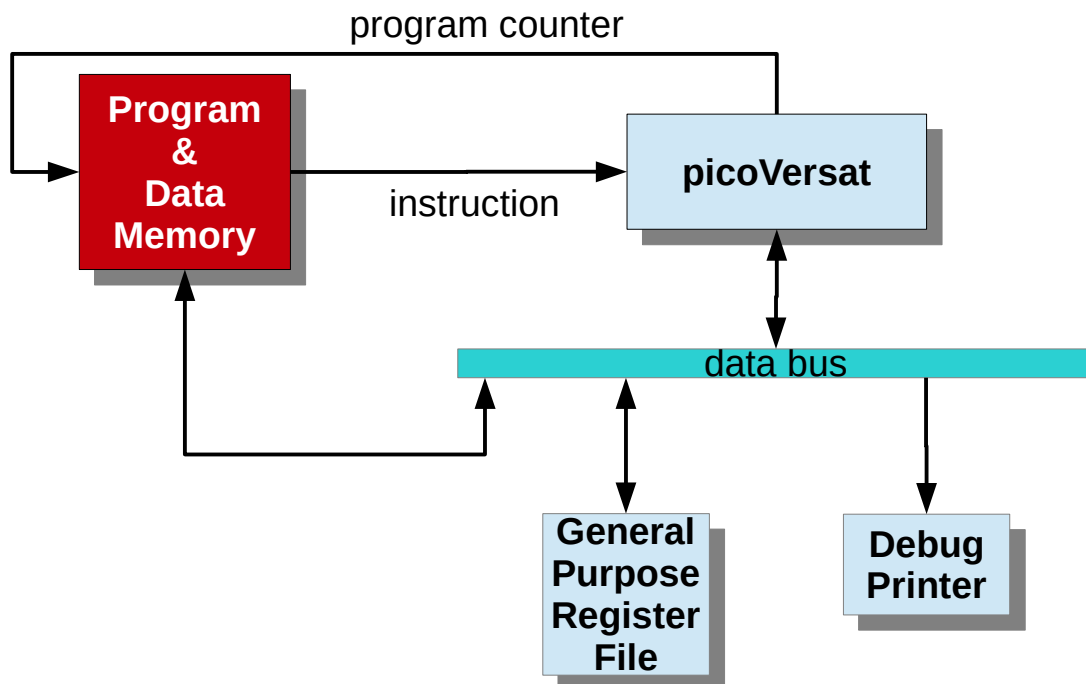 program counter
Program
&
Data
Memory
instruction
picoVersat
data bus
General
Purpose
Register
File
Debug
Printer